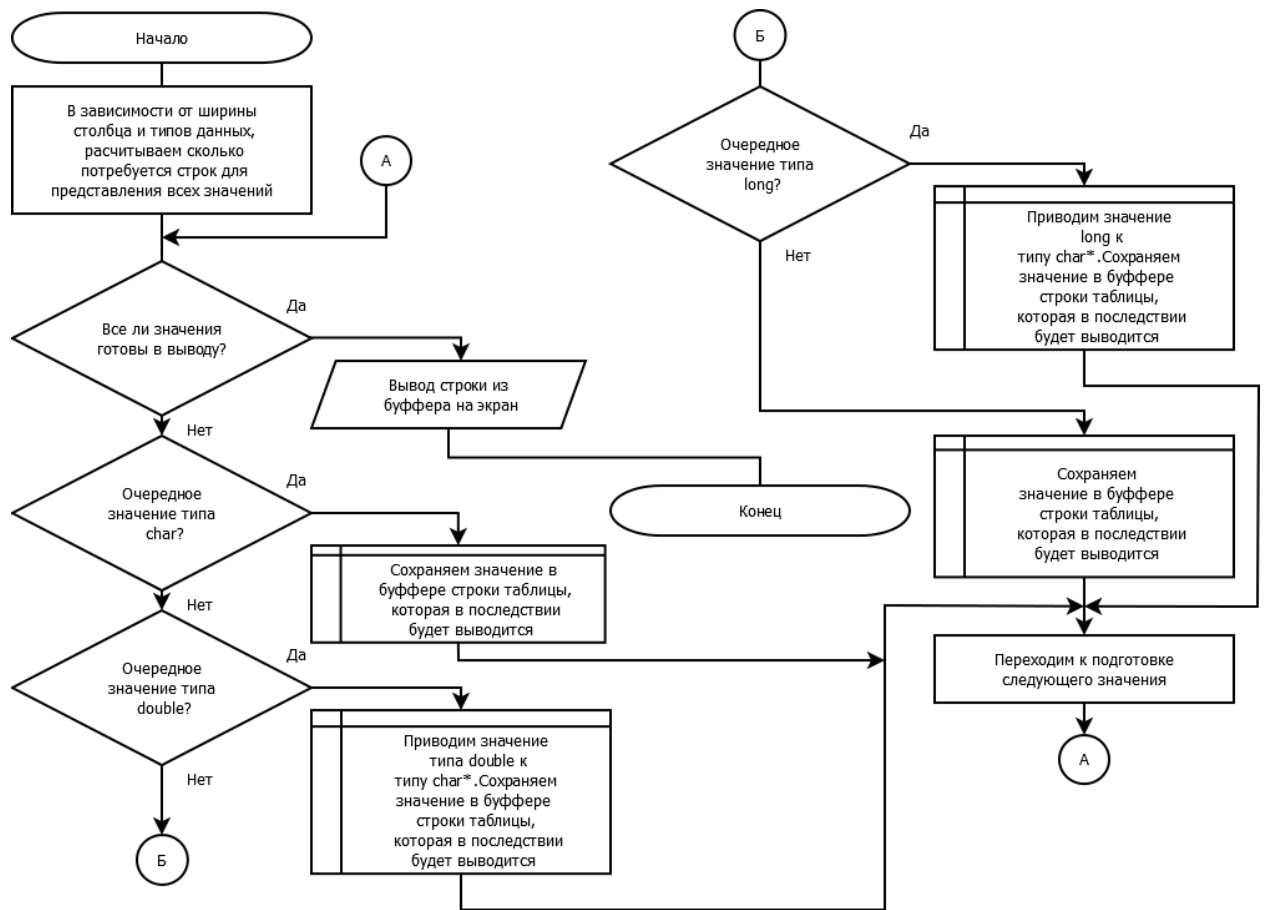 Начало
В зависимости от ширины
столбца и типов данных,
расчитываем сколько
потребуется строк для
представления всех значений
А
Все ли значения
готовы в выводу?
Да
Нет
Вывод строки из
буффера на экран
Конец
Очередное
значение типа
char?
Да
Нет
Сохраняем значение в
буффере строки таблицы,
которая в последствии
будет выводится
Очередное
значение типа
double?
Да
Нет
Приводим значение
типа double к
типу char*.Сохраняем
значение в буффере
строки таблицы,
которая в последствии
будет выводится
Б
Б
Очередное
значение типа
long?
Да
Нет
Приводим значение
long к
типу char*.Сохраняем
значение в буффере
строки таблицы,
которая в последствии
будет выводится
Сохраняем
значение в буффере
строки таблицы,
которая в последствии
будет выводится
Переходим к подготовке
следующего значения
А